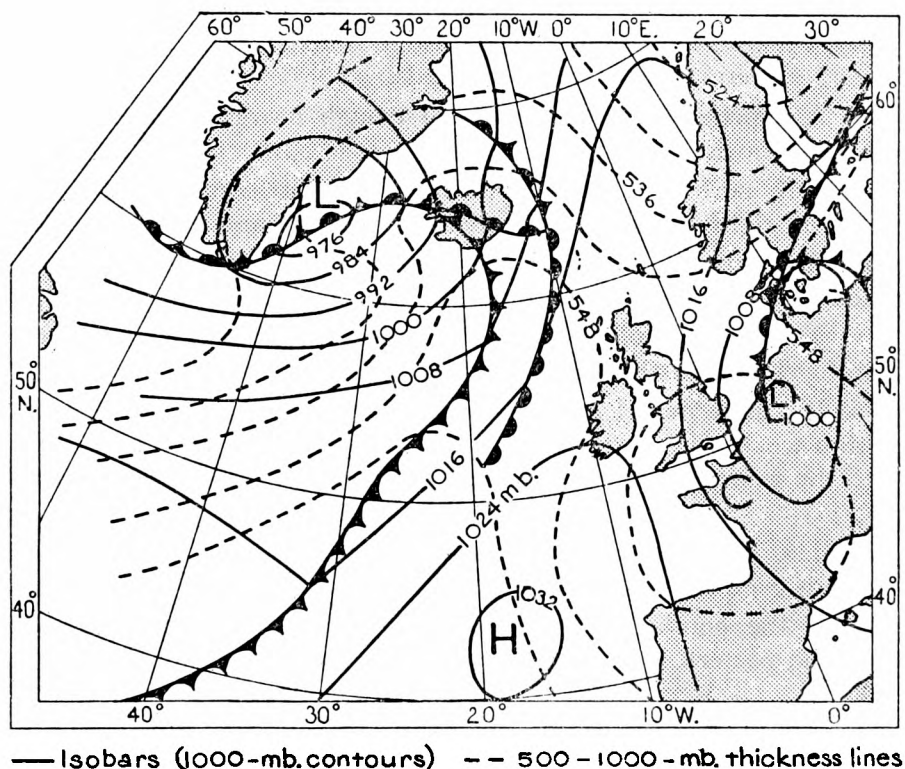 60° 50° 40° 30° 20° 10°W. 0° 10°E. 20° 30°
524
60°
536
L
976
984
992
1016
1000
548
1008
548
50°
N.
50°
N.
1008
L
1000
1016
C
1024 mb.
40°
40°
1032
H
40° 30° 20° 10°W. 0°
Isobars (1000-mb. contours) 500-1000-mb. thickness lines